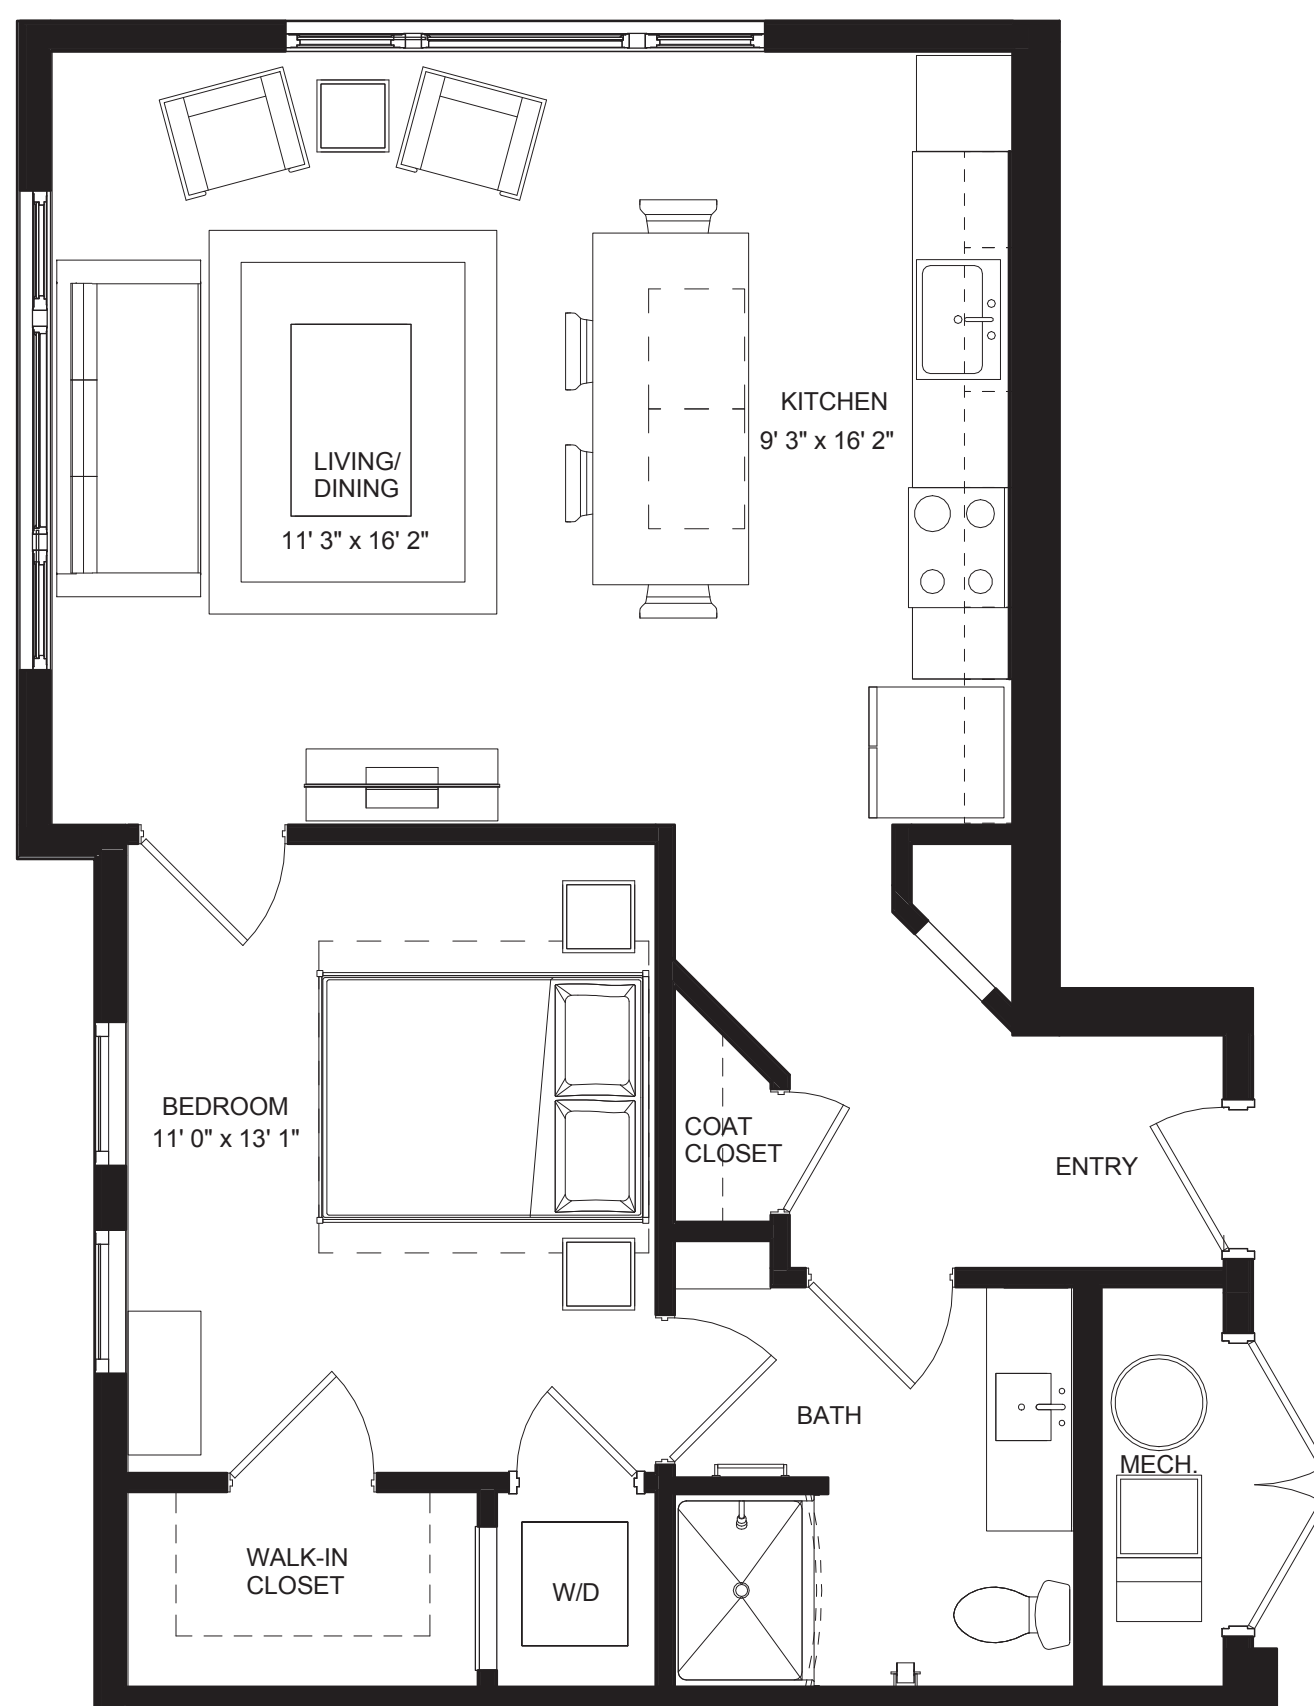 KITCHEN
9' 3" x 16' 2"
LIVING/
DINING
11' 3" x 16' 2"
BEDROOM
11' 0" x 13' 1"
COAT
CLOSET
ENTRY
BATH
MECH.
WALK-IN
CLOSET
W/D